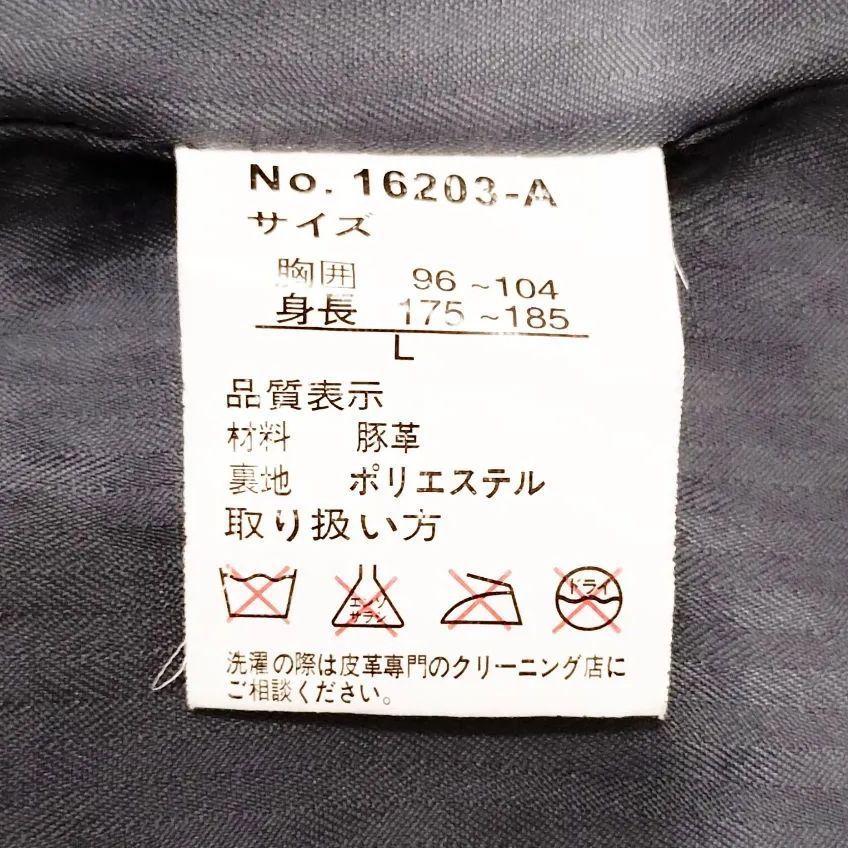 No. 16203-A
サイズ
胸囲 96 ~104
身長 175 ~185
L
品質表示
材料 豚革
裏地 ポリエステル
取り扱い方
エンソ サラシ ドライ
洗濯の際は皮革専門のクリーニング店に
ご相談ください。